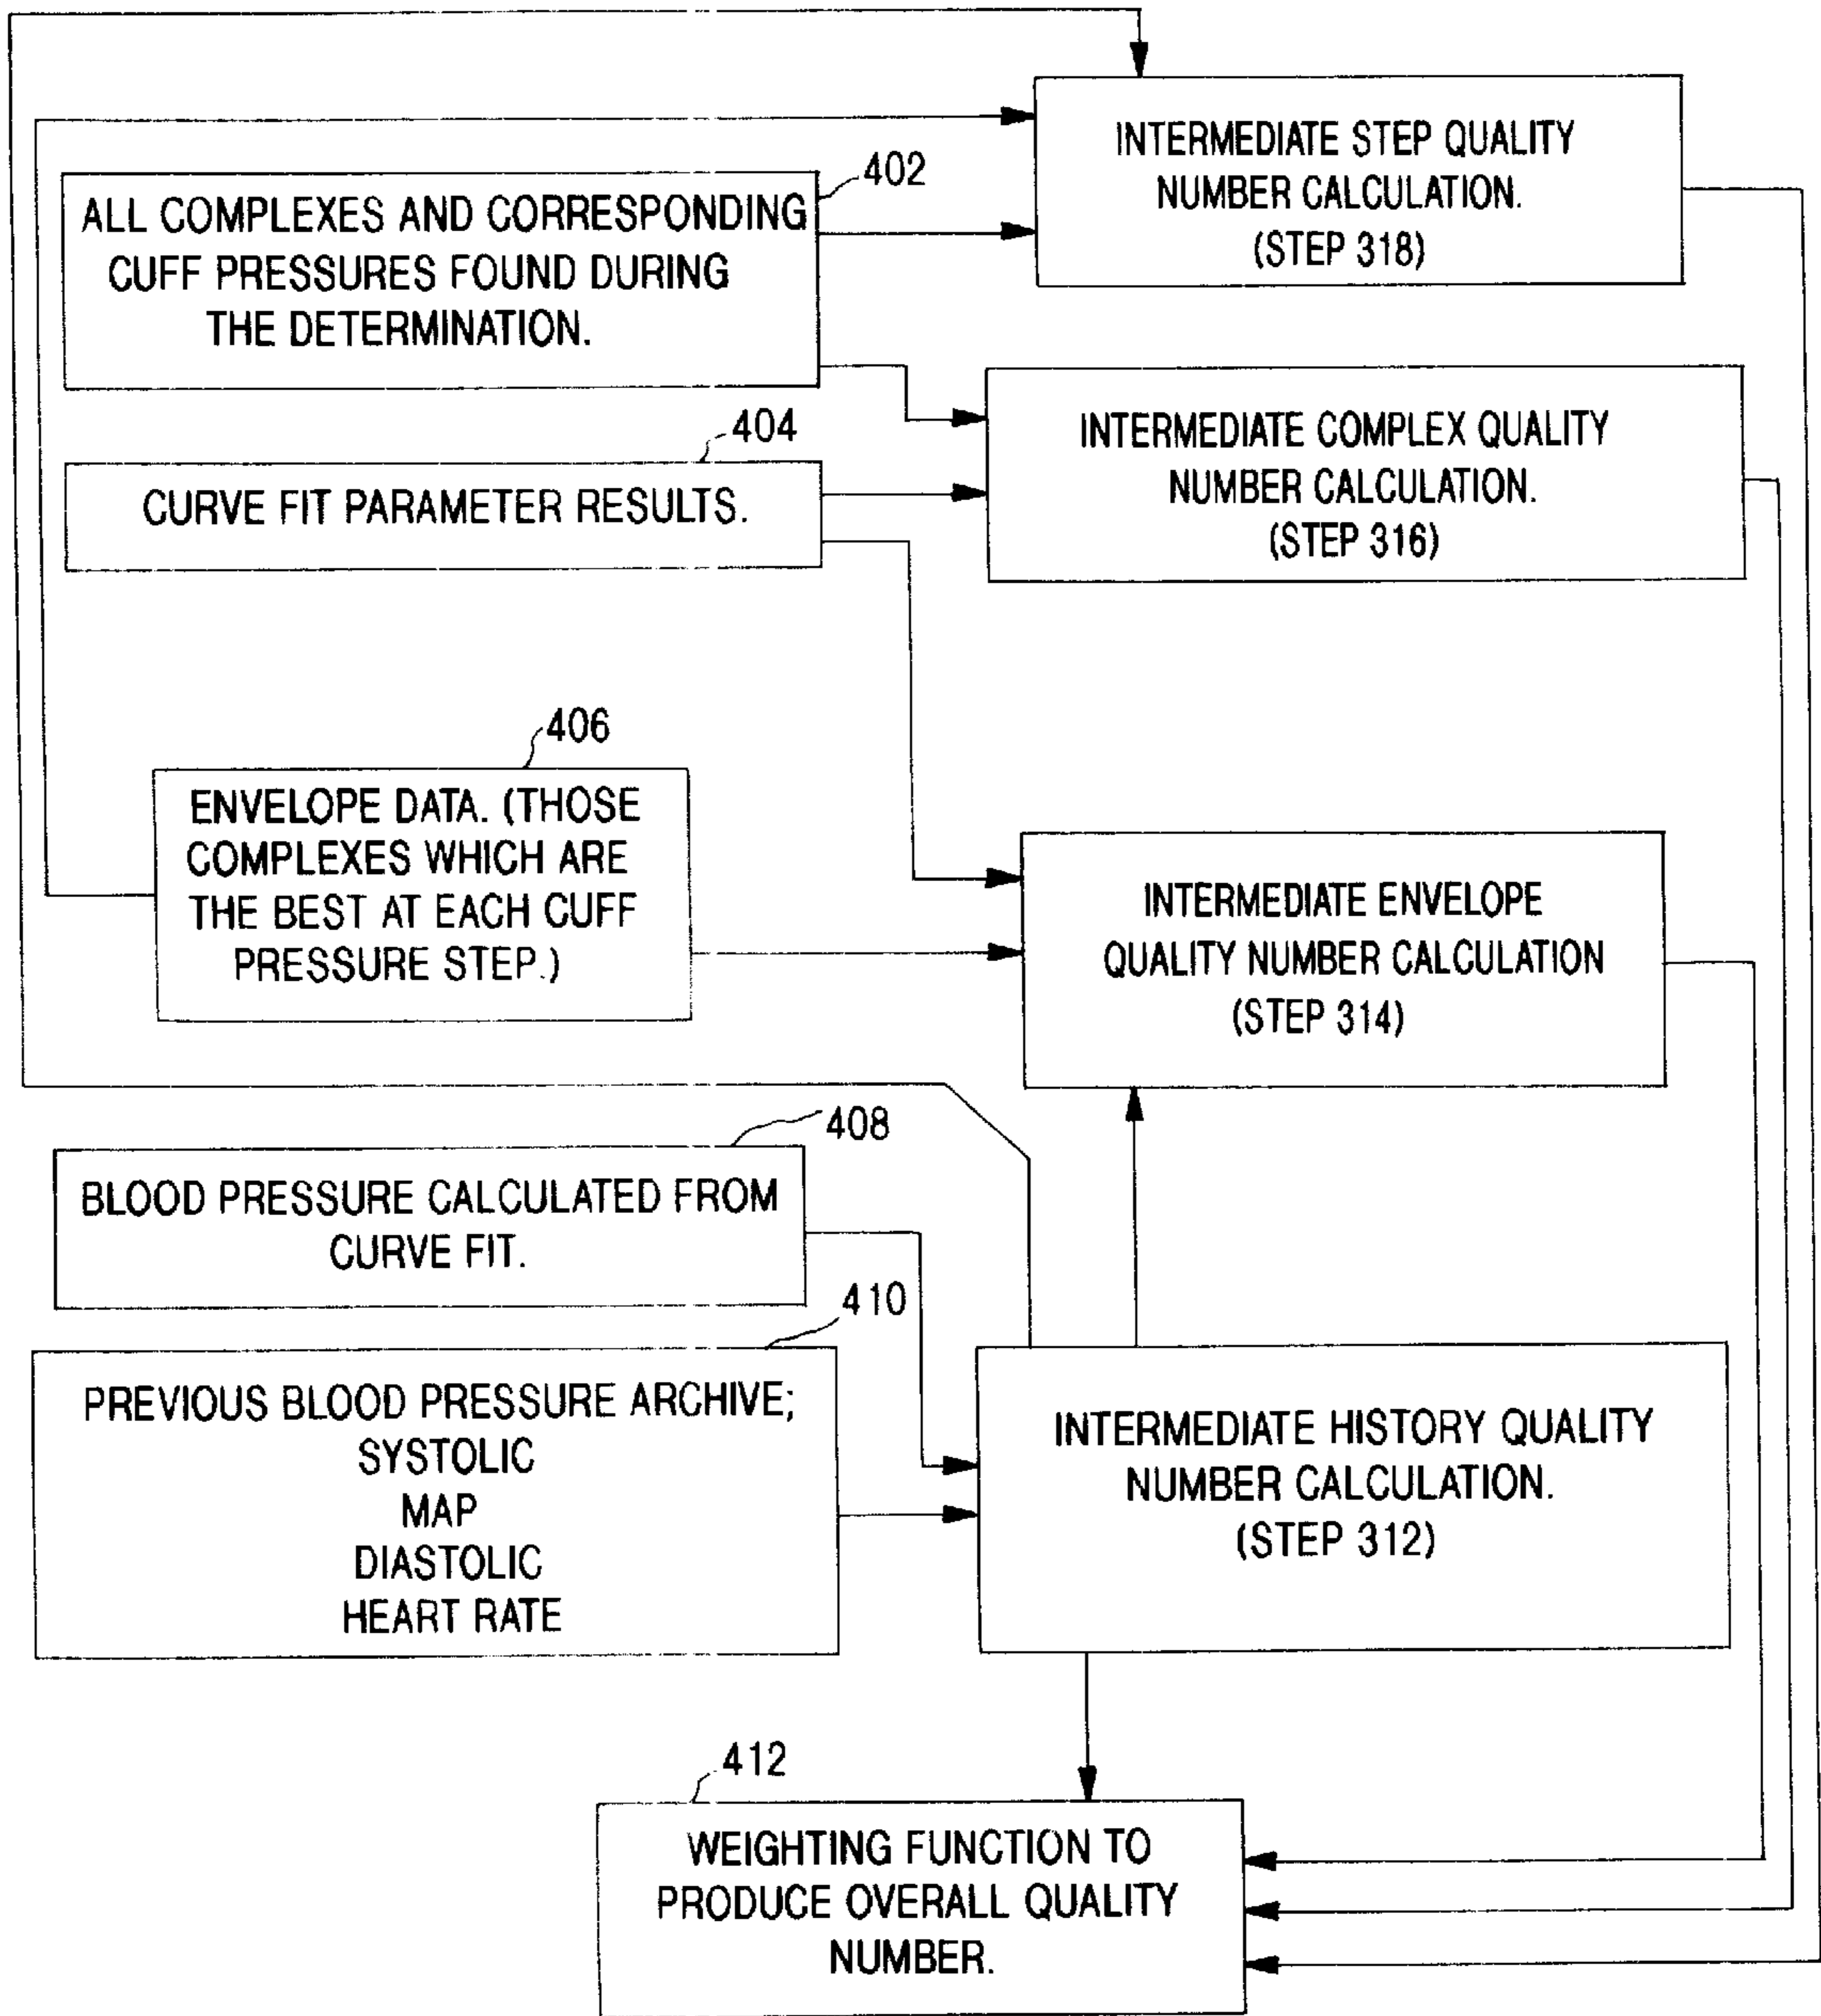 INTERMEDIATE STEP QUALITY
NUMBER CALCULATION.
(STEP 318)
402
ALL COMPLEXES AND CORRESPONDING
CUFF PRESSURES FOUND DURING
THE DETERMINATION.
INTERMEDIATE COMPLEX QUALITY
NUMBER CALCULATION.
(STEP 316)
404
CURVE FIT PARAMETER RESULTS.
406
ENVELOPE DATA. (THOSE
COMPLEXES WHICH ARE
THE BEST AT EACH CUFF
PRESSURE STEP.)
INTERMEDIATE ENVELOPE
QUALITY NUMBER CALCULATION
(STEP 314)
408
BLOOD PRESSURE CALCULATED FROM
CURVE FIT.
410
PREVIOUS BLOOD PRESSURE ARCHIVE;
SYSTOLIC
MAP
DIASTOLIC
HEART RATE
INTERMEDIATE HISTORY QUALITY
NUMBER CALCULATION.
(STEP 312)
412
WEIGHTING FUNCTION TO
PRODUCE OVERALL QUALITY
NUMBER.